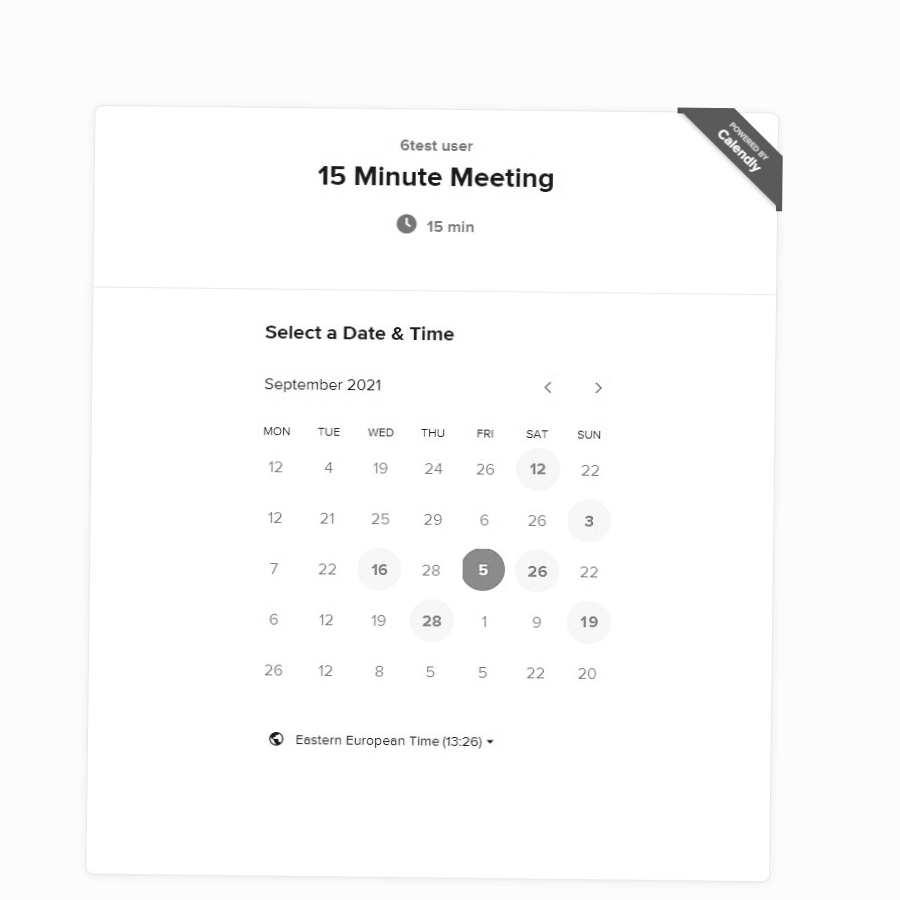 POWERED BY
Calendly
6test user
15 Minute Meeting
15 min
Select a Date & Time
September 2021
MON TUE WED THU FRI SAT SUN
12 4 19 24 26 12 22
12 21 25 29 6 26 3
7 22 16 28 5 26 22
6 12 19 28 1 9 19
26 12 8 5 5 22 20
Eastern European Time (13:26)